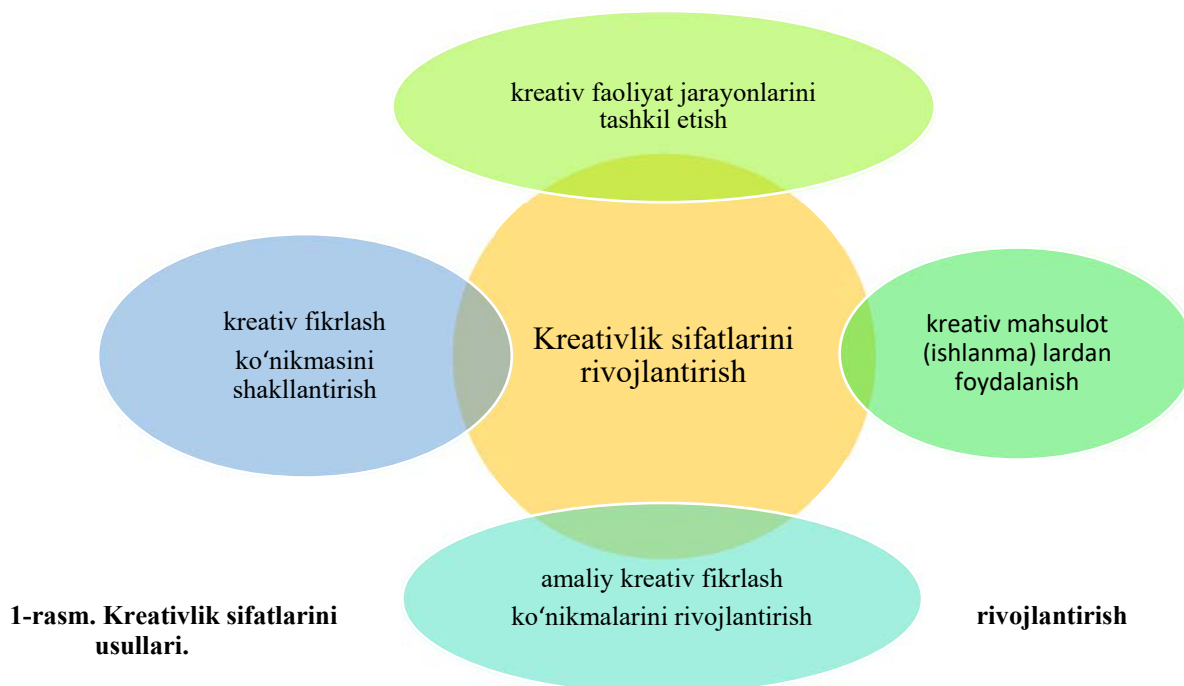 kreativ faoliyat jarayonlarini
tashkil etish
kreativ fikrlash
koʻnikmasini
shakllantirish
Kreativlik sifatlarini
rivojlantirish
kreativ mahsulot
(ishlanma) lardan
foydalanish
amaliy kreativ fikrlash
koʻnikmalarini rivojlantirish
1-rasm. Kreativlik sifatlarini rivojlantirish
usullari.